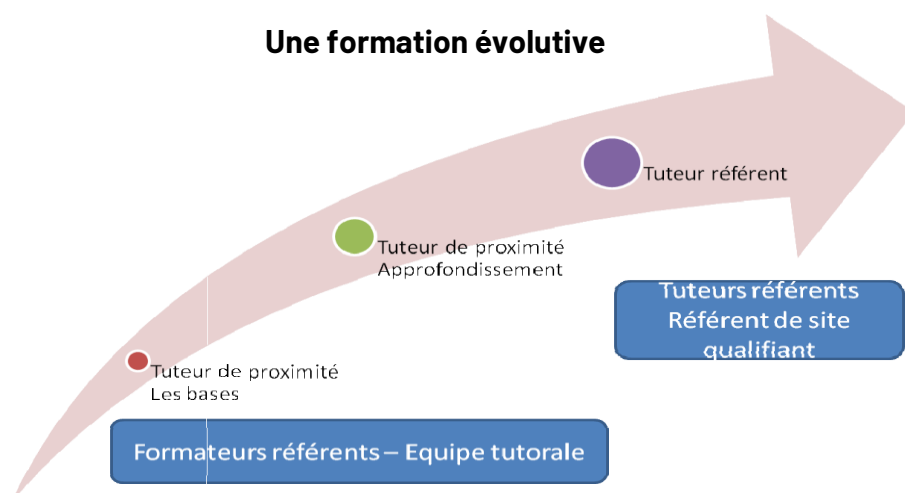 Une formation évolutive
Tuteur référent
Tuteur de proximité
Approfondissement
Tuteurs référents
Référent de site
qualifiant
Tuteur de proximité
Les bases
Formateurs référents – Equipe tutorale